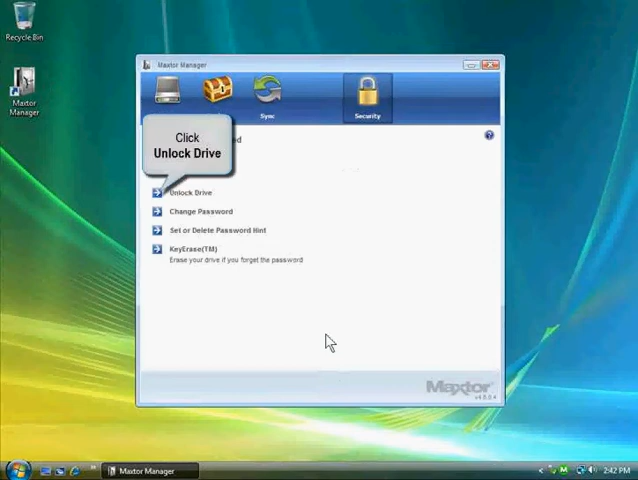 Recycle Bin
Maxtor
Manager
Maxtor Manager
Sync
Security
Click
Unlock Drive
Unlock Drive
Change Password
Set or Delete Password Hint
KeyErase(TM)
Erase your drive if you forget the password
Maxtor
Maxtor Manager
2:42 PM